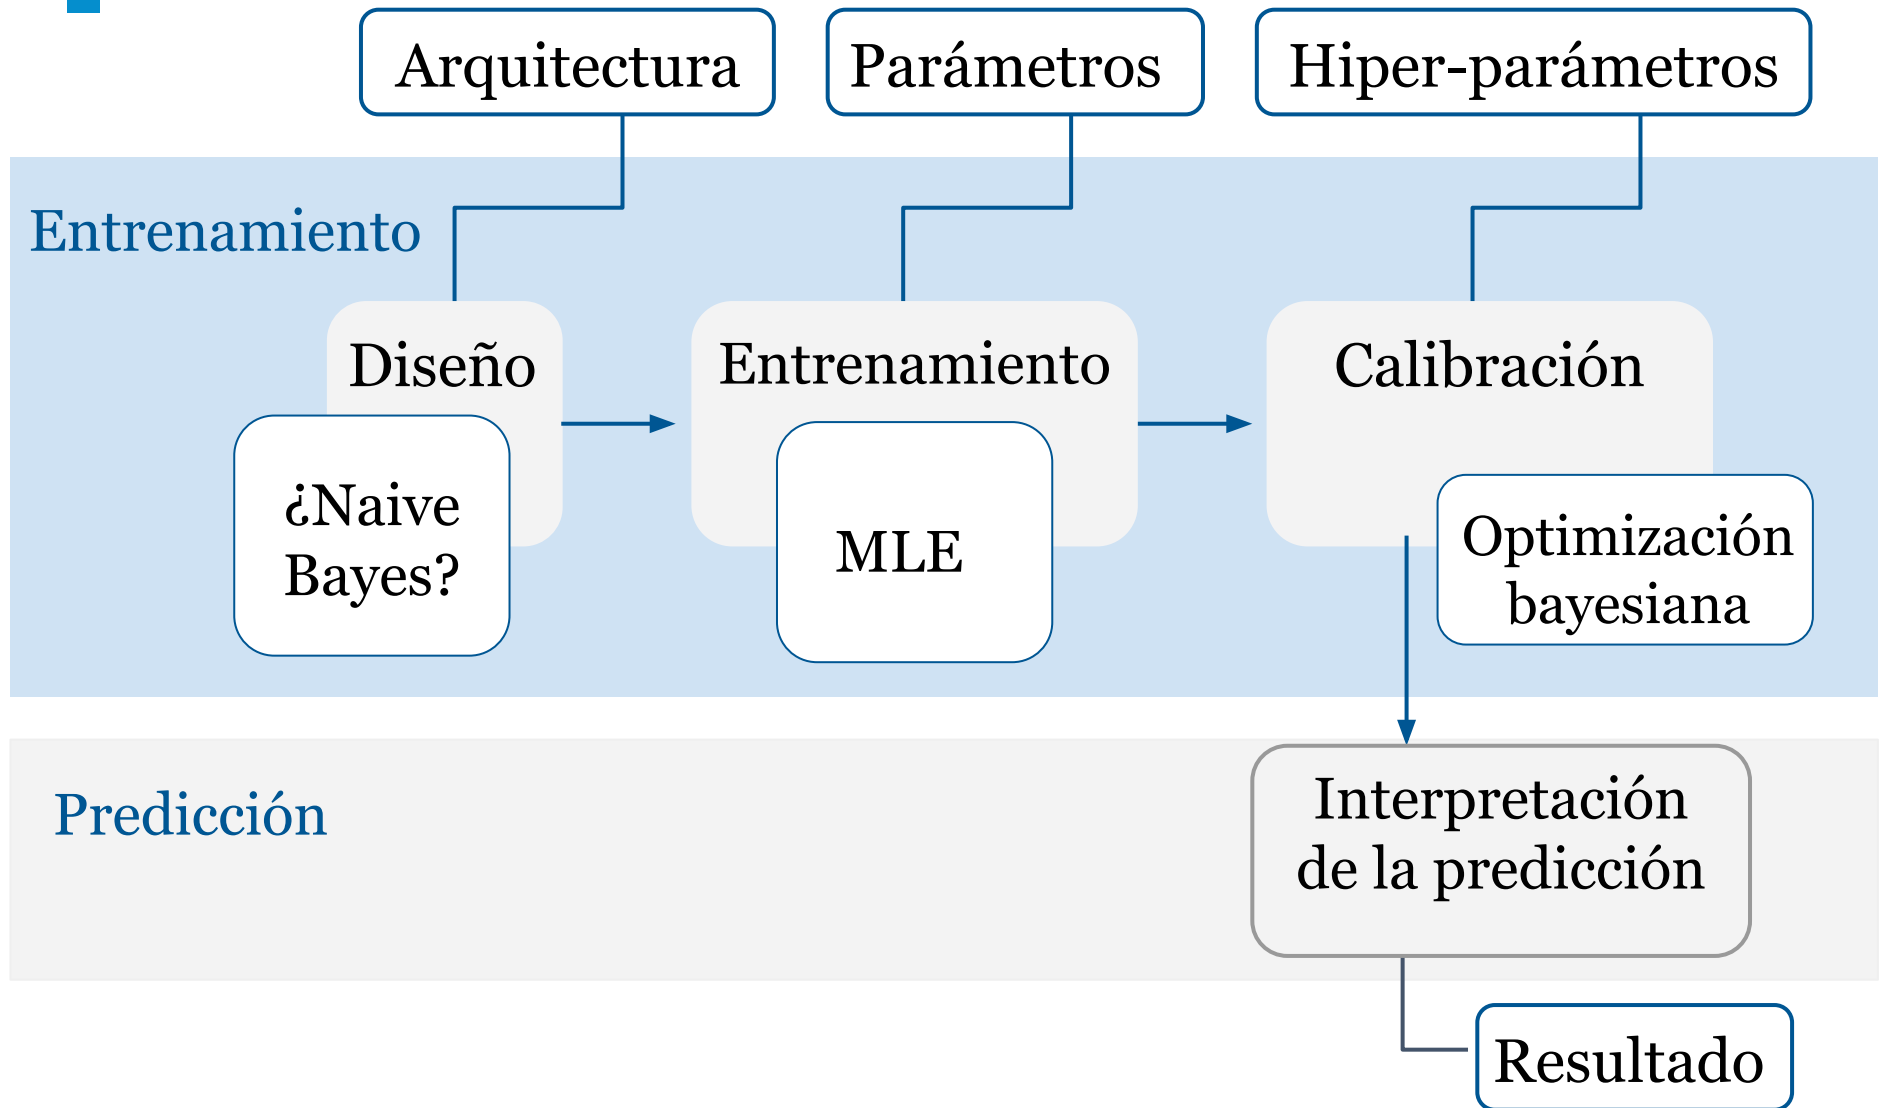 Arquitectura
Parámetros
Hiper-parámetros
Entrenamiento
Diseño
Entrenamiento
Calibración
¿Naive
Bayes?
MLE
Optimización
bayesiana
Predicción
Interpretación
de la predicción
Resultado